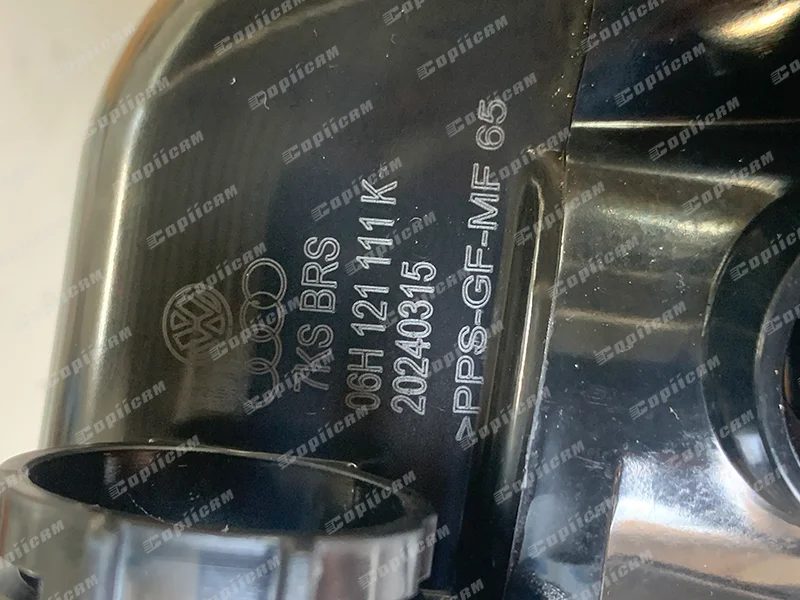 7KS BRS
06H 121 111 K
20240315
>PPS-GF-MF 65
Copiicam